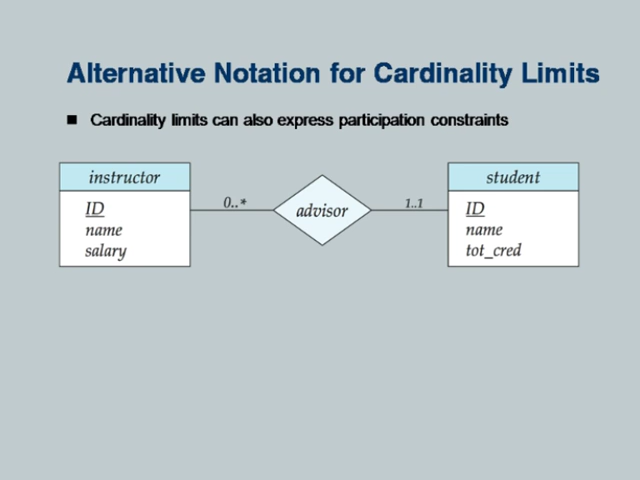 Alternative Notation for Cardinality Limits
Cardinality limits can also express participation constraints
instructor
ID
name
salary
0..*
advisor
1..1
student
ID
name
tot_cred